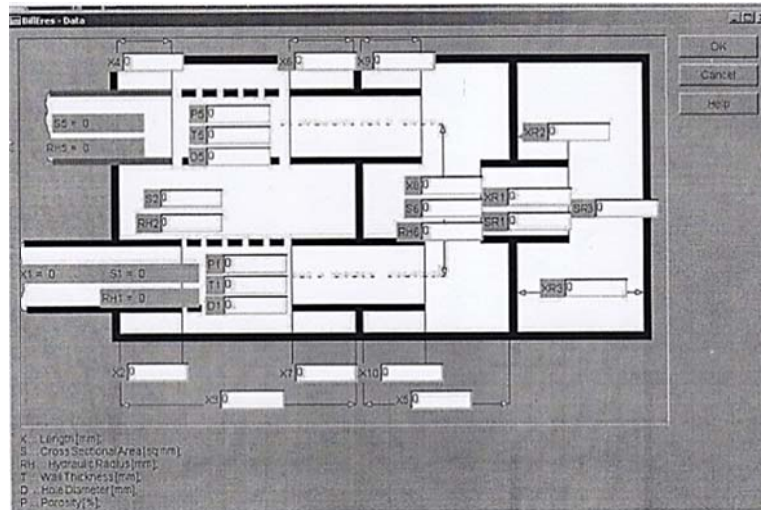 BillEres - Data
OK
Cancel
Help
X4 0
X6 0
X9 0
S5 = 0
RH5 = 0
P5 0
T5 0
D5 0
XR2 0
S2 0
RH2 0
X8 0
S6 0
RH6 0
XR1 0
SR1 0
SR3 0
X1 = 0 S1 = 0
RH1 = 0
P1 0
T1 0
D1 0
XR3 0
X2 0
X7 0
X10 0
X3 0
X5 0
X ... Length [mm];
S ... Cross Sectional Area [sq mm];
RH ... Hydraulic Radius [mm];
T ... Wall Thickness [mm];
D ... Hole Diameter [mm];
P ... Porosity [%];